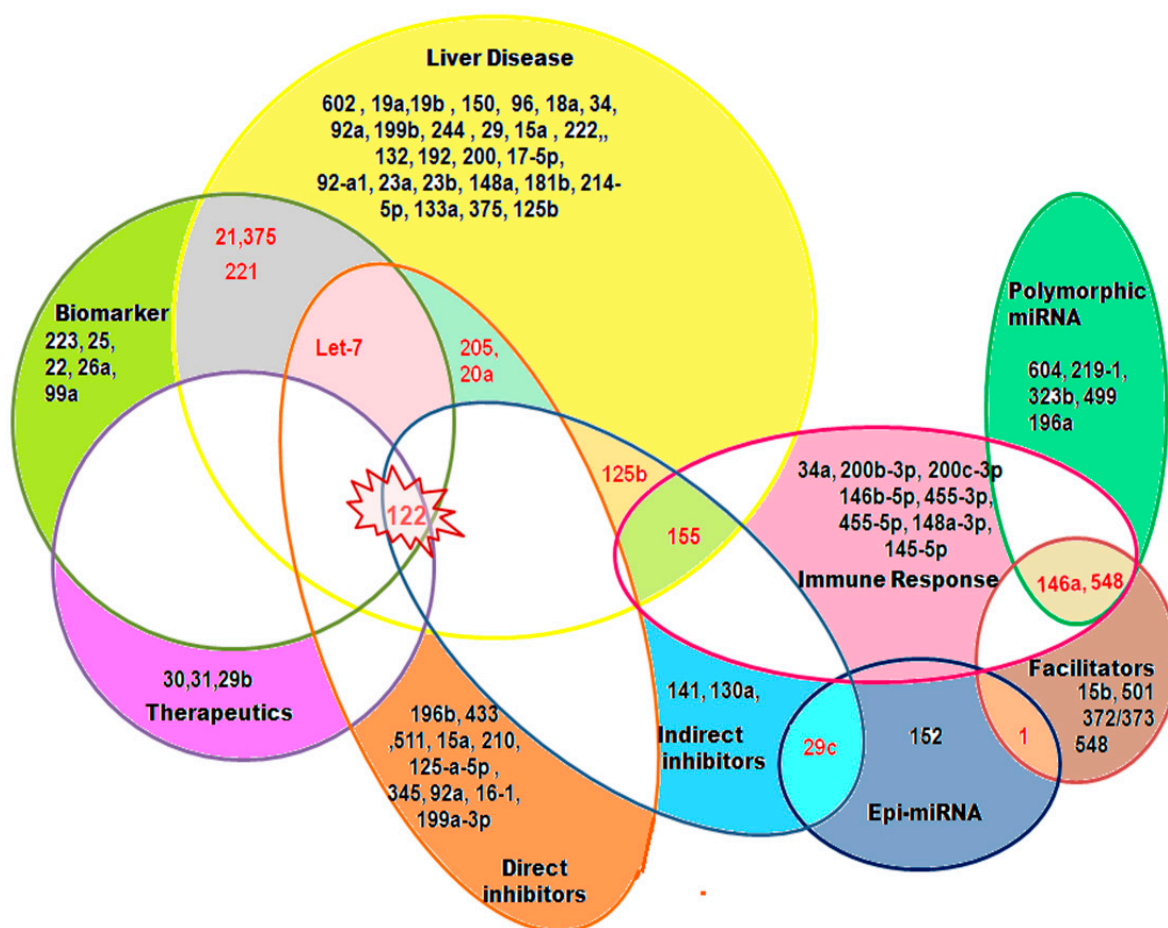 Liver Disease
602 , 19a,19b , 150, 96, 18a, 34,
92a, 199b, 244 , 29, 15a , 222,,
132, 192, 200, 17-5p,
92-a1, 23a, 23b, 148a, 181b, 214-
5p, 133a, 375, 125b
21,375
221
Biomarker
223, 25,
22, 26a,
99a
Let-7
205,
20a
122
125b
155
Polymorphic
miRNA
604, 219-1,
323b, 499
196a
34a, 200b-3p, 200c-3p
146b-5p, 455-3p,
455-5p, 148a-3p,
145-5p
Immune Response
146a, 548
Facilitators
15b, 501
372/373
548
30,31,29b
Therapeutics
196b, 433
,511, 15a, 210,
125-a-5p ,
345, 92a, 16-1,
199a-3p
Direct
inhibitors
141, 130a,
Indirect
inhibitors
29c
152
1
Epi-miRNA